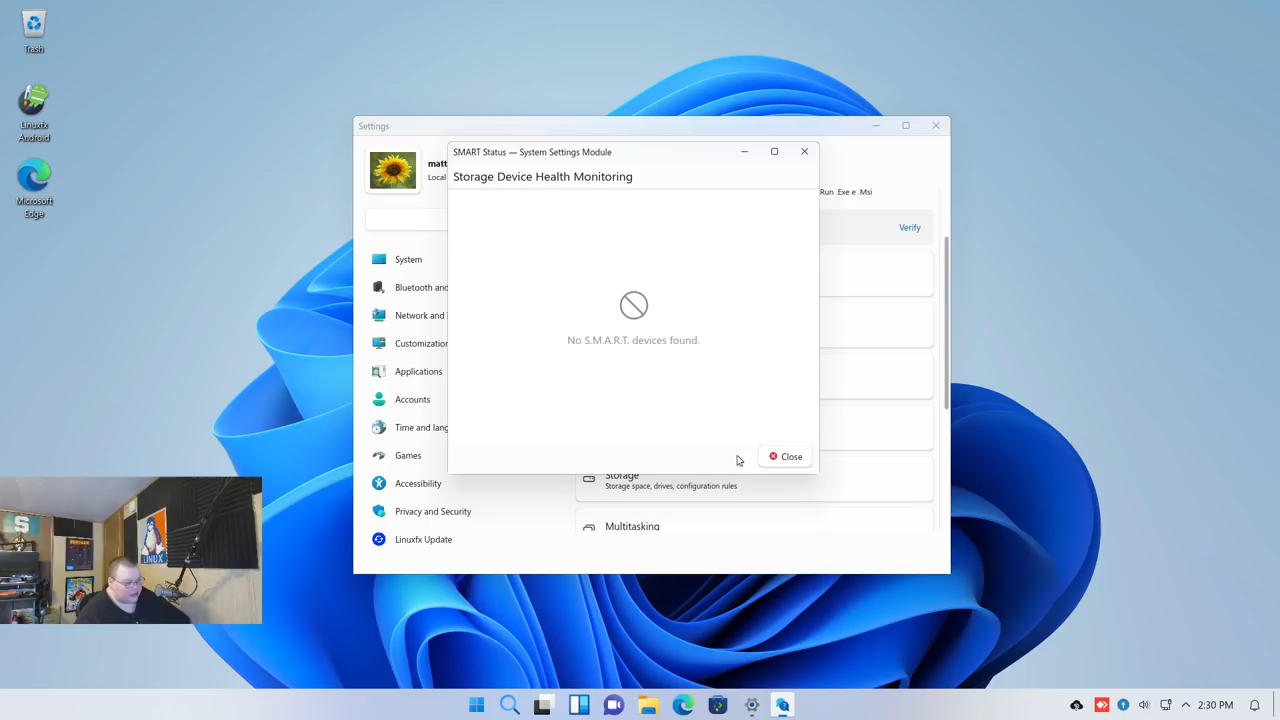 Trash
Linuxfx
Android
Microsoft
Edge
Settings
matt
Local
SMART Status — System Settings Module
Storage Device Health Monitoring
No S.M.A.R.T. devices found.
Close
Run .Exe e .Msi
Verify
System
Bluetooth and
Network and
Customization
Applications
Accounts
Time and lang
Games
Accessibility
Privacy and Security
Linuxfx Update
Storage
Storage space, drives, configuration rules
Multitasking
LINUX
2:30 PM